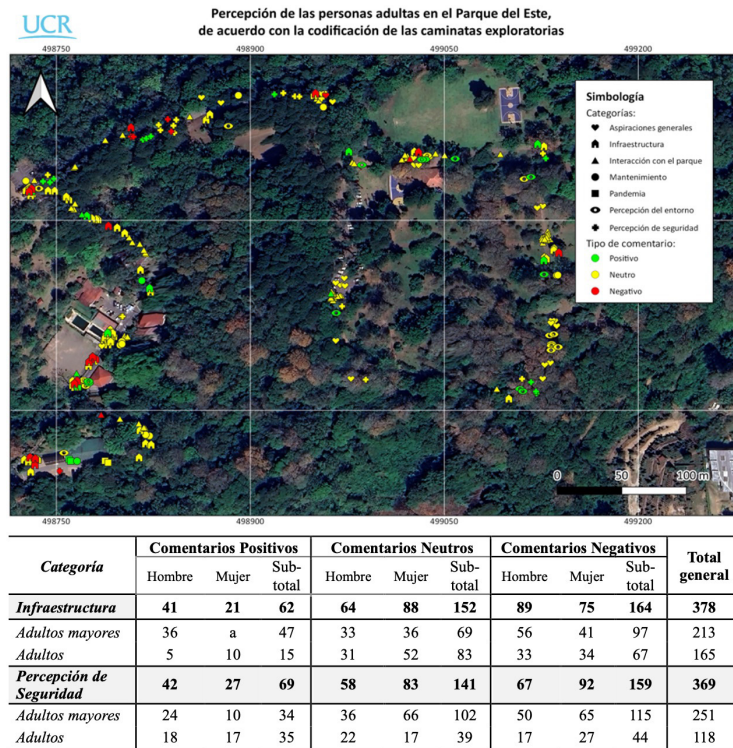 UCR
Percepción de las personas adultas en el Parque del Este,
de acuerdo con la codificación de las caminatas exploratorias
498750 498900 499050 499200
Simbología
Categorías:
Aspiraciones generales
Infraestructura
Interacción con el parque
Mantenimiento
Pandemia
Percepción del entorno
Percepción de seguridad
Tipo de comentario:
Positivo
Neutro
Negativo
0 50 100 m
498750 498900 499050 499200
Categoría Comentarios Positivos Comentarios Neutros Comentarios Negativos Total general
Hombre Mujer Sub-total Hombre Mujer Sub-total Hombre Mujer Sub-total
Infraestructura 41 21 62 64 88 152 89 75 164 378
Adultos mayores 36 a 47 33 36 69 56 41 97 213
Adultos 5 10 15 31 52 83 33 34 67 165
Percepción de Seguridad 42 27 69 58 83 141 67 92 159 369
Adultos mayores 24 10 34 36 66 102 50 65 115 251
Adultos 18 17 35 22 17 39 17 27 44 118